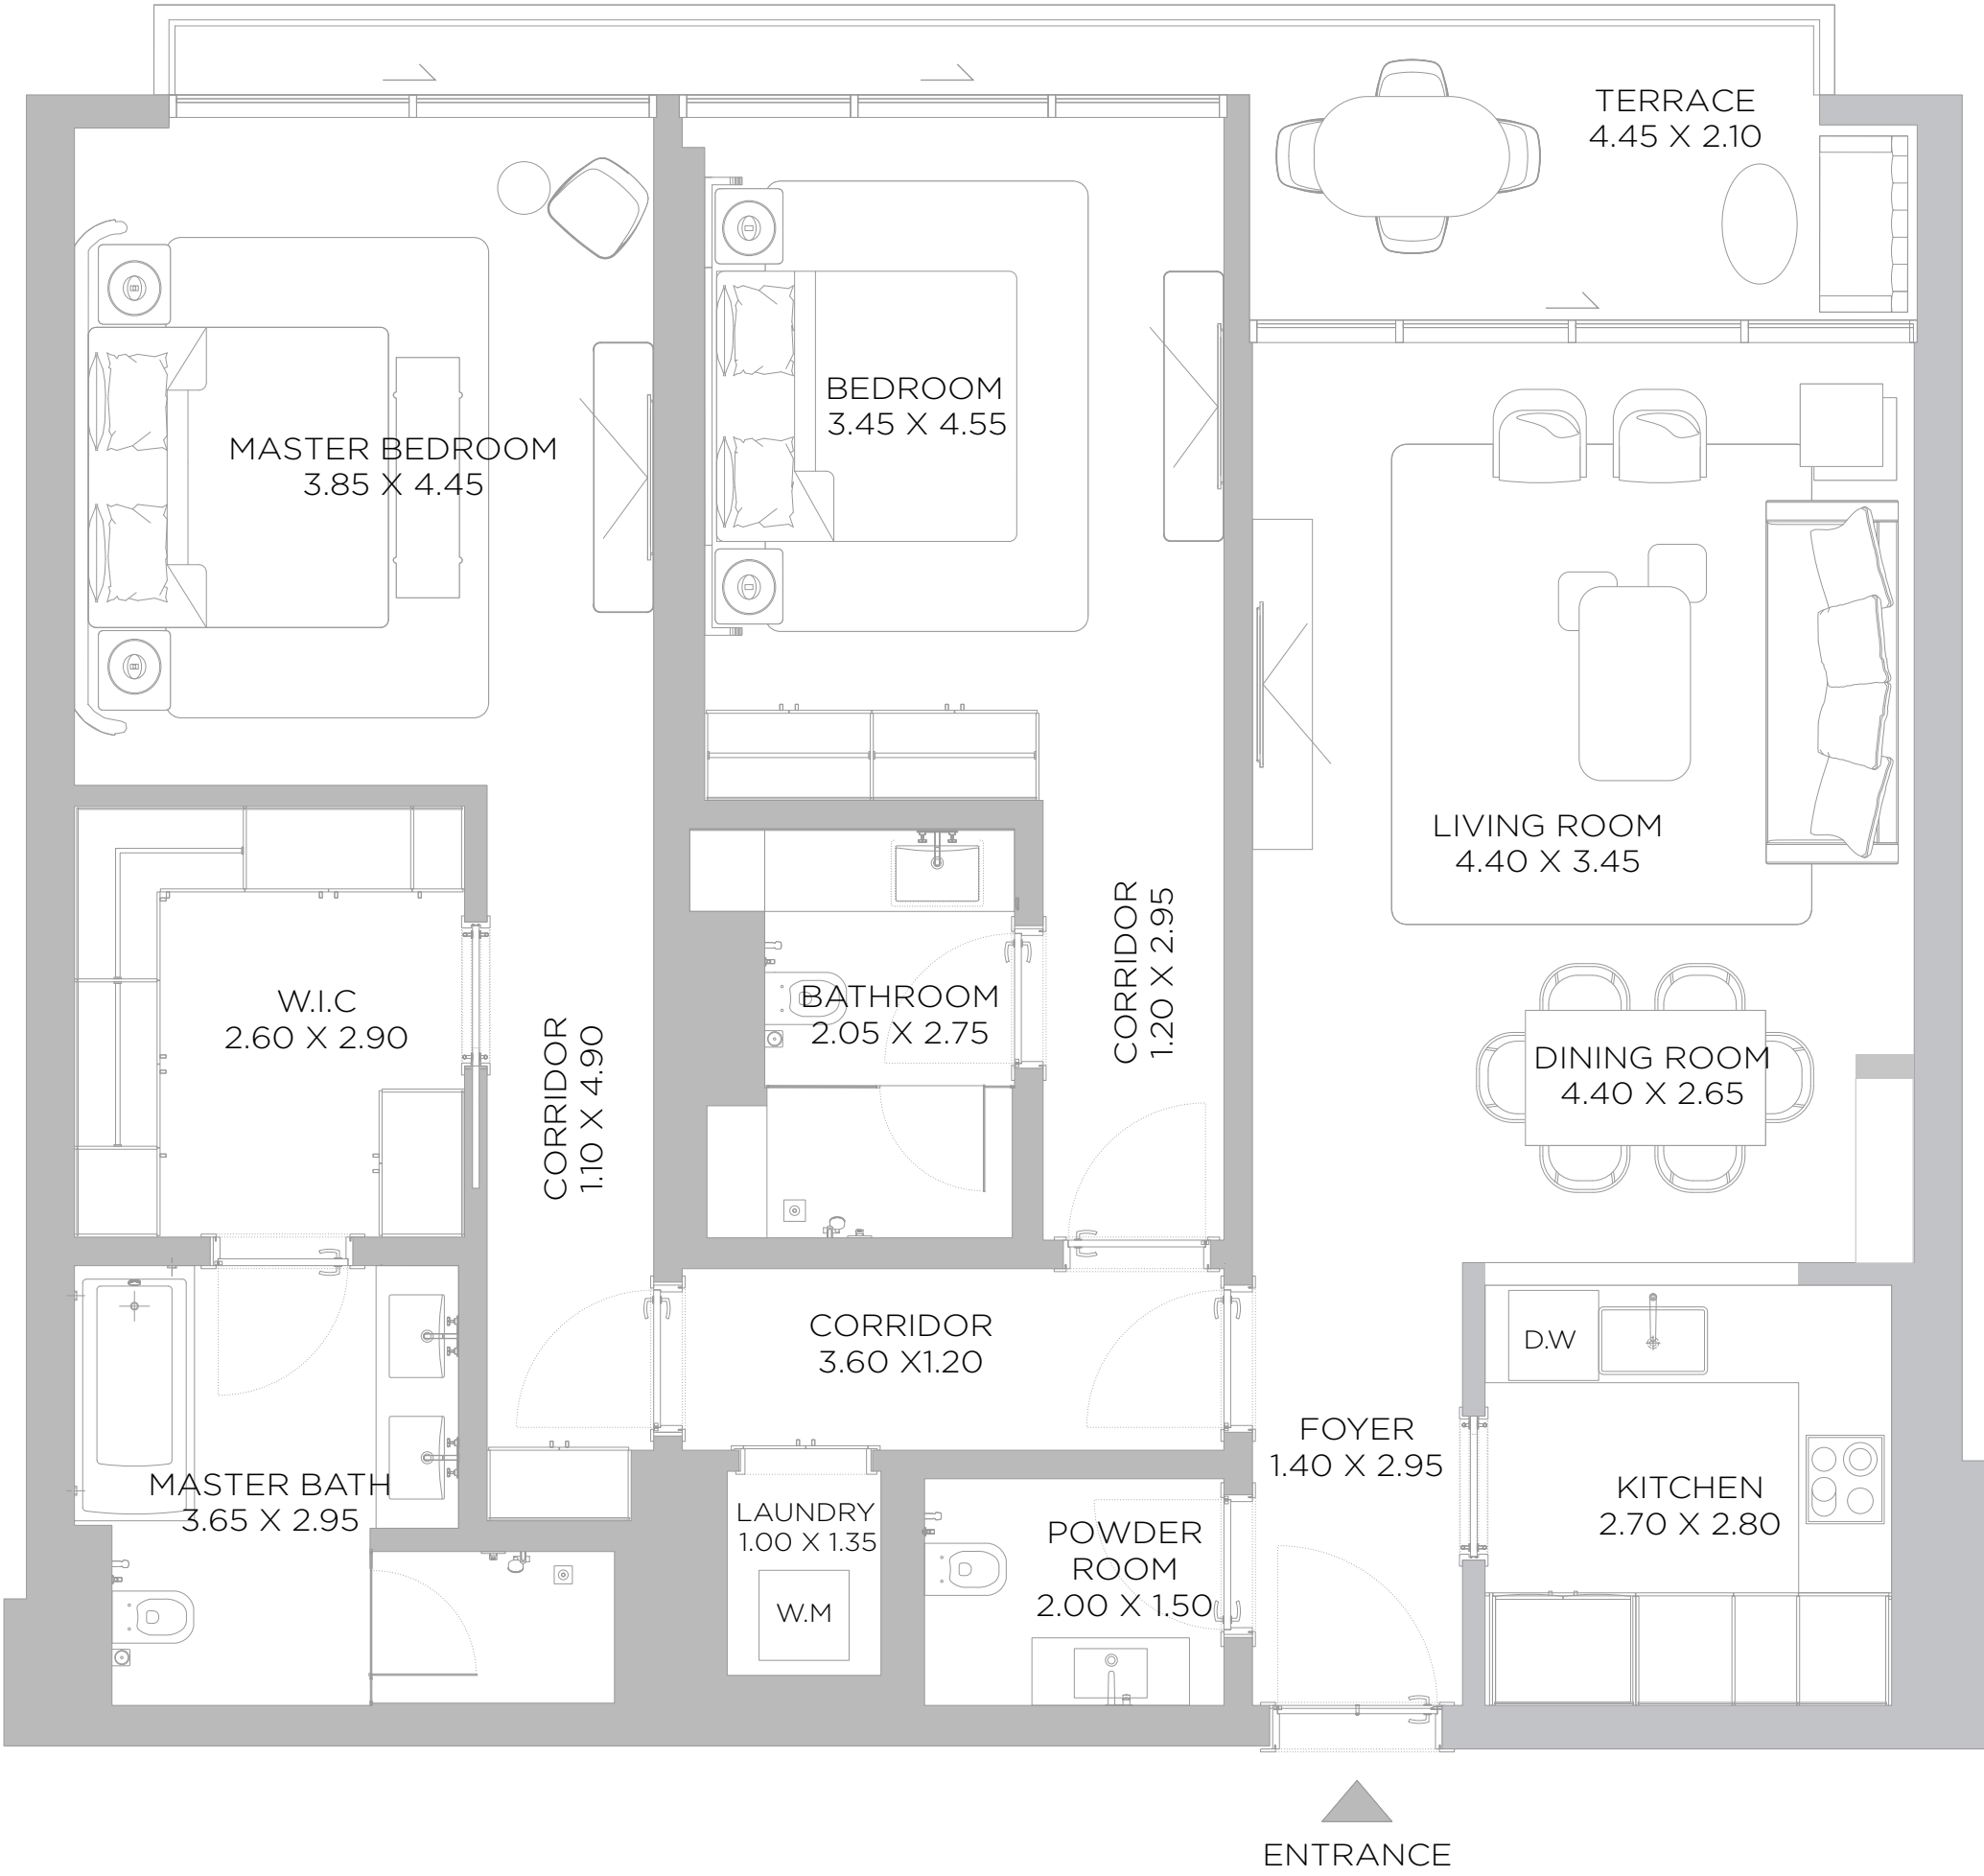 TERRACE
4.45 X 2.10
BEDROOM
3.45 X 4.55
MASTER BEDROOM
3.85 X 4.45
LIVING ROOM
4.40 X 3.45
CORRIDOR
1.20 X 2.95
W.I.C
2.60 X 2.90
BATHROOM
2.05 X 2.75
CORRIDOR
1.10 X 4.90
DINING ROOM
4.40 X 2.65
CORRIDOR
3.60 X1.20
D.W
FOYER
1.40 X 2.95
MASTER BATH
3.65 X 2.95
KITCHEN
2.70 X 2.80
LAUNDRY
1.00 X 1.35
POWDER
ROOM
2.00 X 1.50
W.M
ENTRANCE